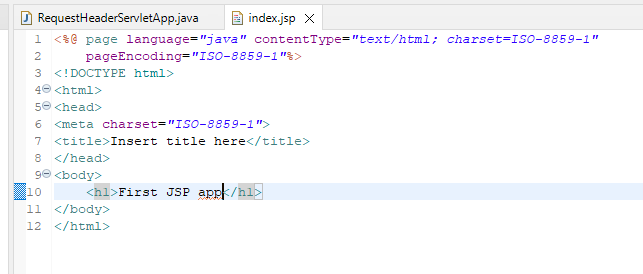 RequestHeaderServletApp.java index.jsp
1 <%@ page language="java" contentType="text/html; charset=ISO-8859-1"
2     pageEncoding="ISO-8859-1"%>
3 <!DOCTYPE html>
4 <html>
5 <head>
6 <meta charset="ISO-8859-1">
7 <title>Insert title here</title>
8 </head>
9 <body>
10     <h1>First JSP app</h1>
11 </body>
12 </html>